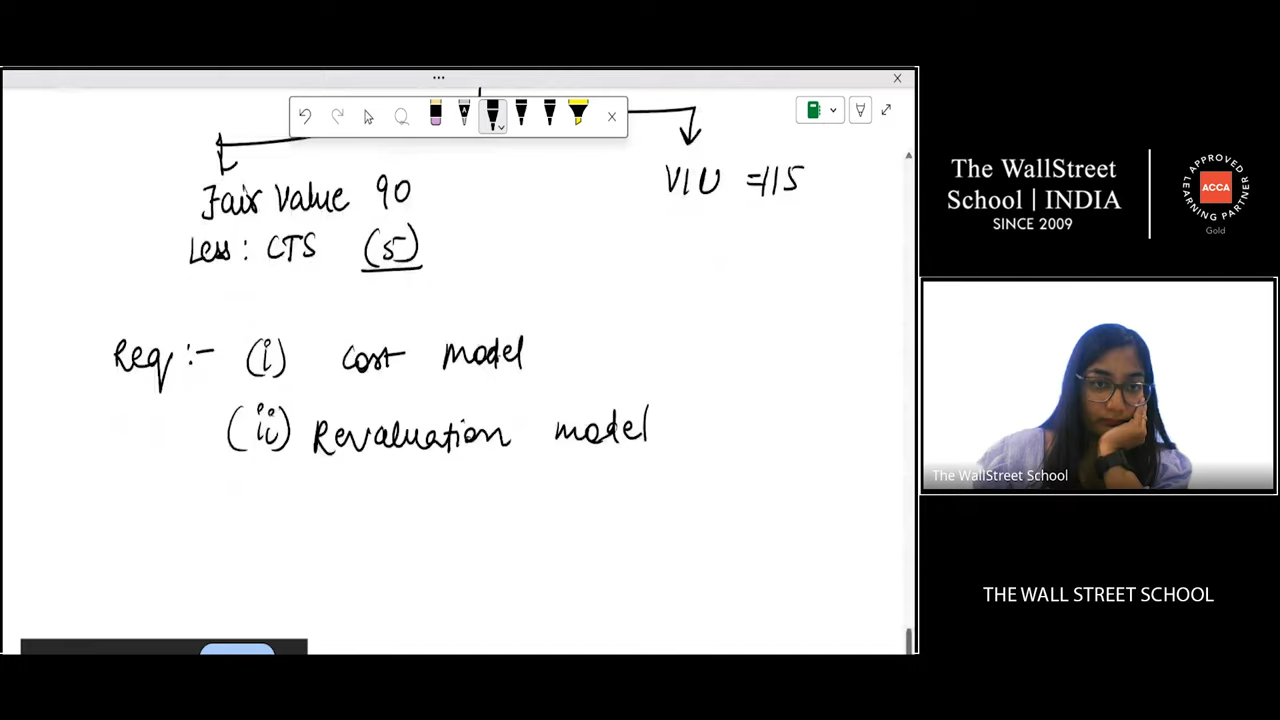 Fair Value 90
VIU = 115
Less: CTS (5)
Req :- (i) Cost Model
(ii) Revaluation model
The WallStreet
School | INDIA
SINCE 2009
APPROVED
LEARNING PARTNER
ACCA
Gold
The WallStreet School
THE WALL STREET SCHOOL